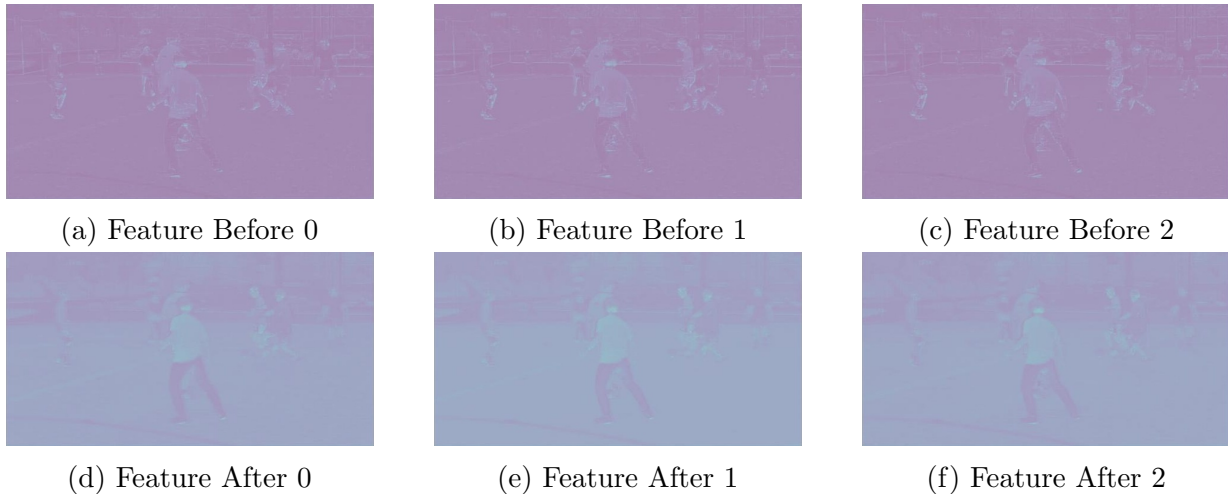 (a) Feature Before 0
(b) Feature Before 1
(c) Feature Before 2
(d) Feature After 0
(e) Feature After 1
(f) Feature After 2